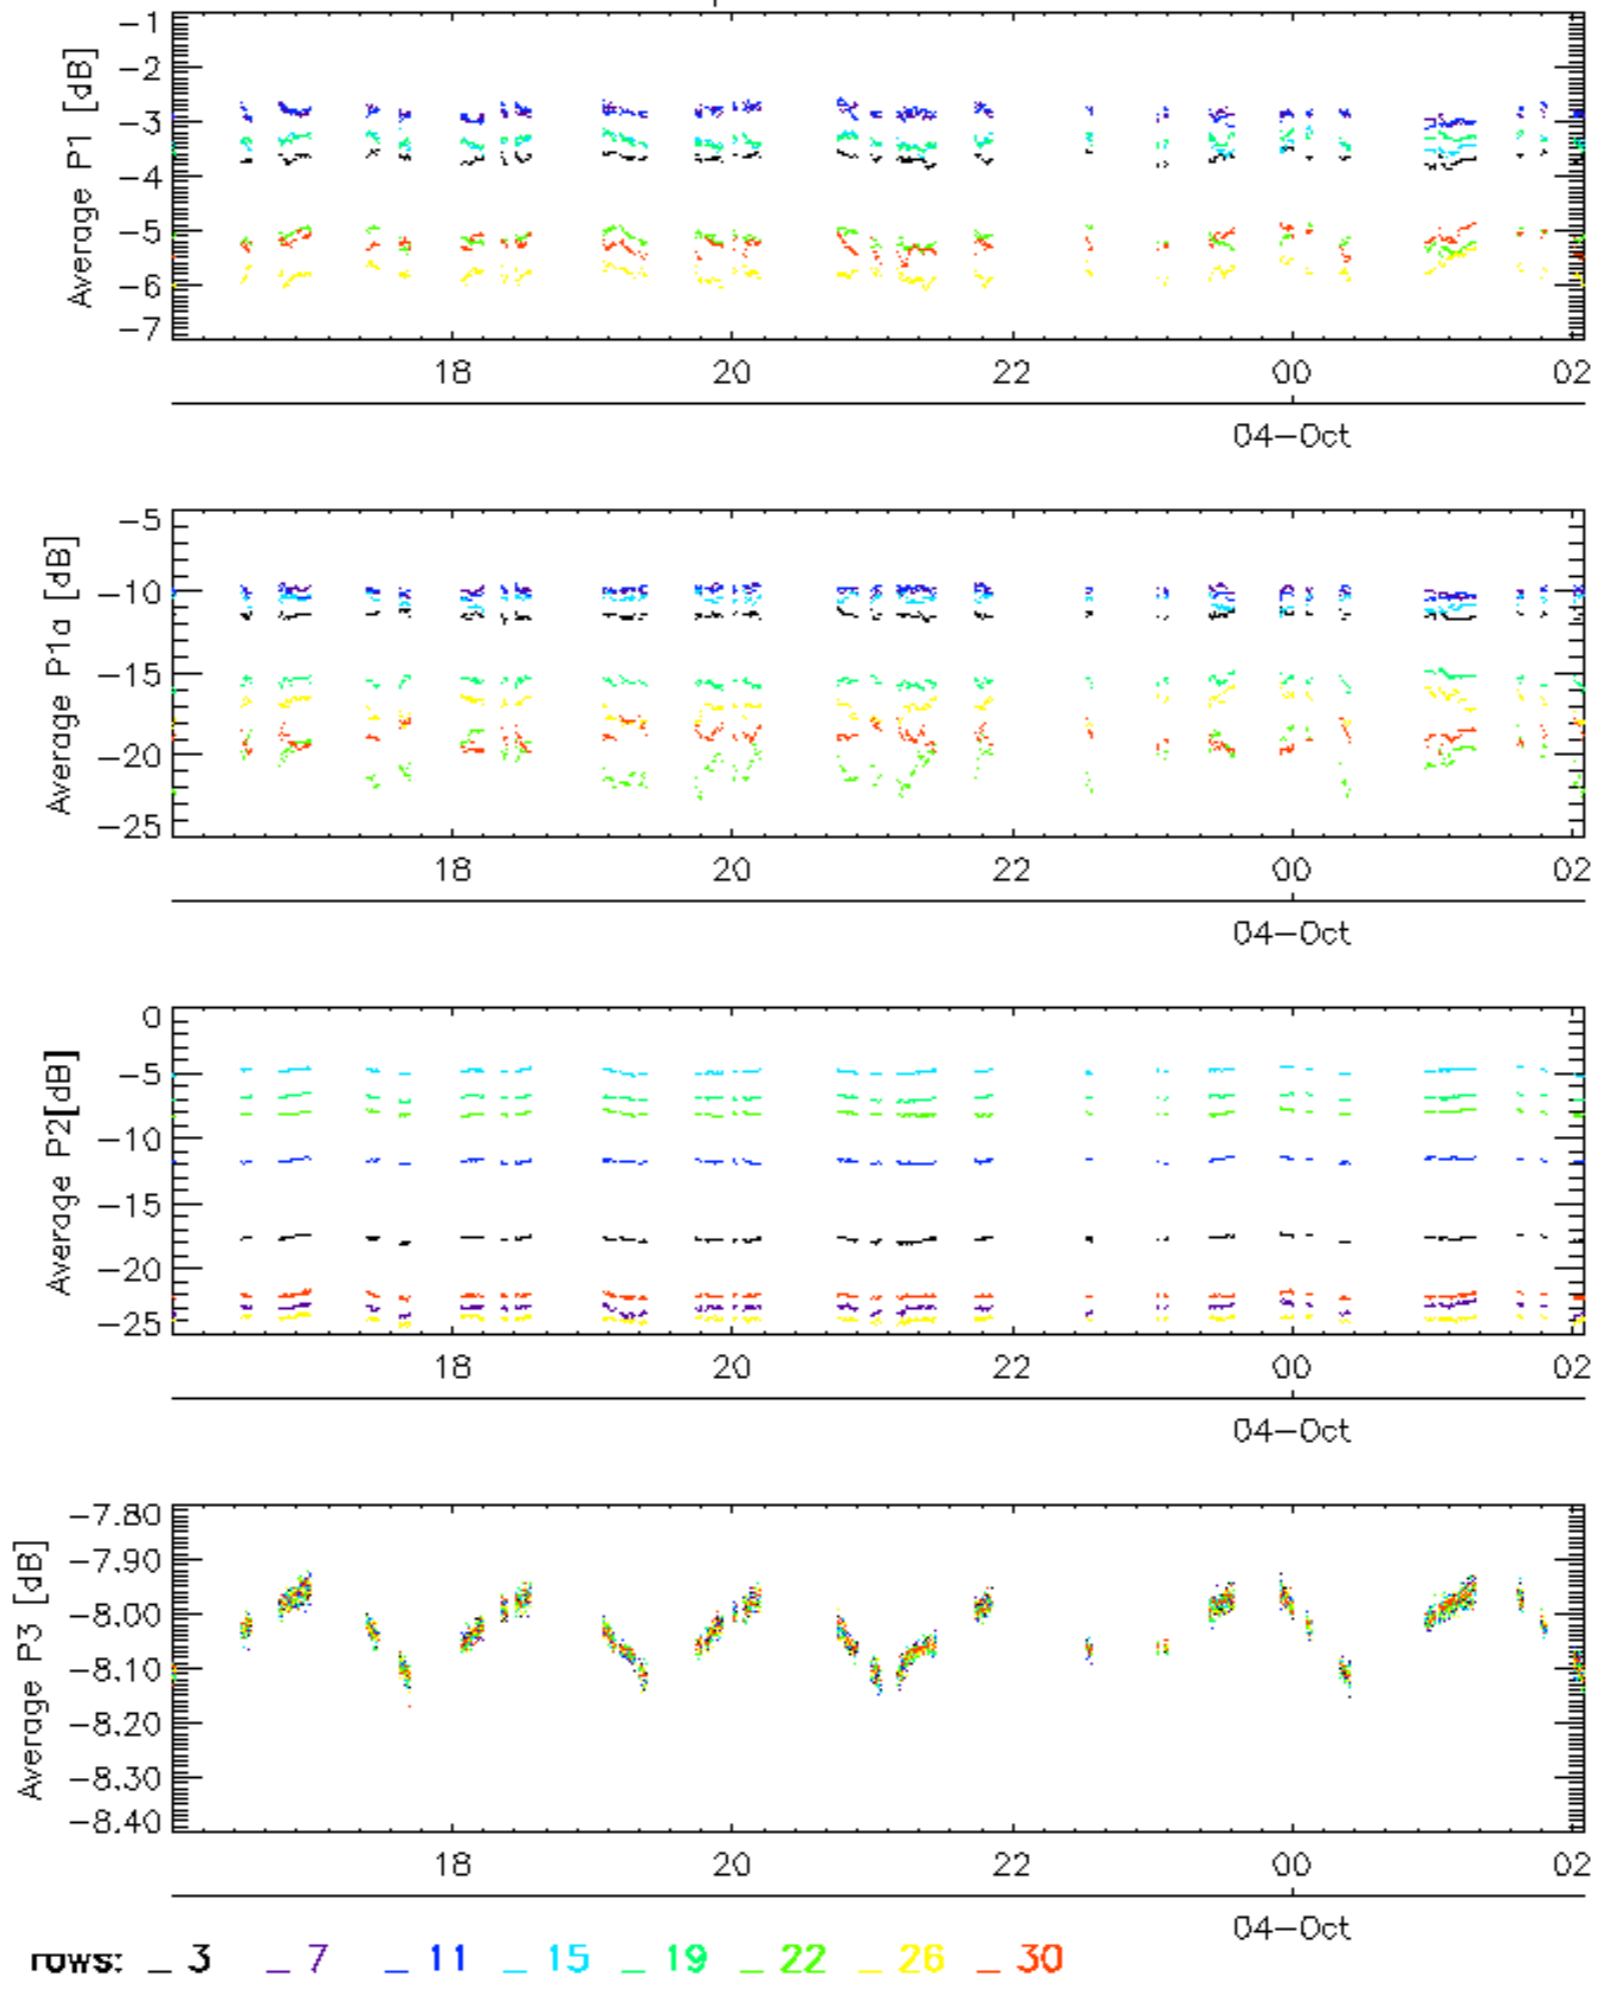 Average P1 [dB]
-1
-2
-3
-4
-5
-6
-7
18 20 22 00 02
04-Oct
Average P1a [dB]
-5
-10
-15
-20
-25
18 20 22 00 02
04-Oct
Average P2[dB]
0
-5
-10
-15
-20
-25
18 20 22 00 02
04-Oct
Average P3 [dB]
-7.80
-7.90
-8.00
-8.10
-8.20
-8.30
-8.40
18 20 22 00 02
04-Oct
rows: _ 3 _ 7 _ 11 _ 15 _ 19 _ 22 _ 26 _ 30